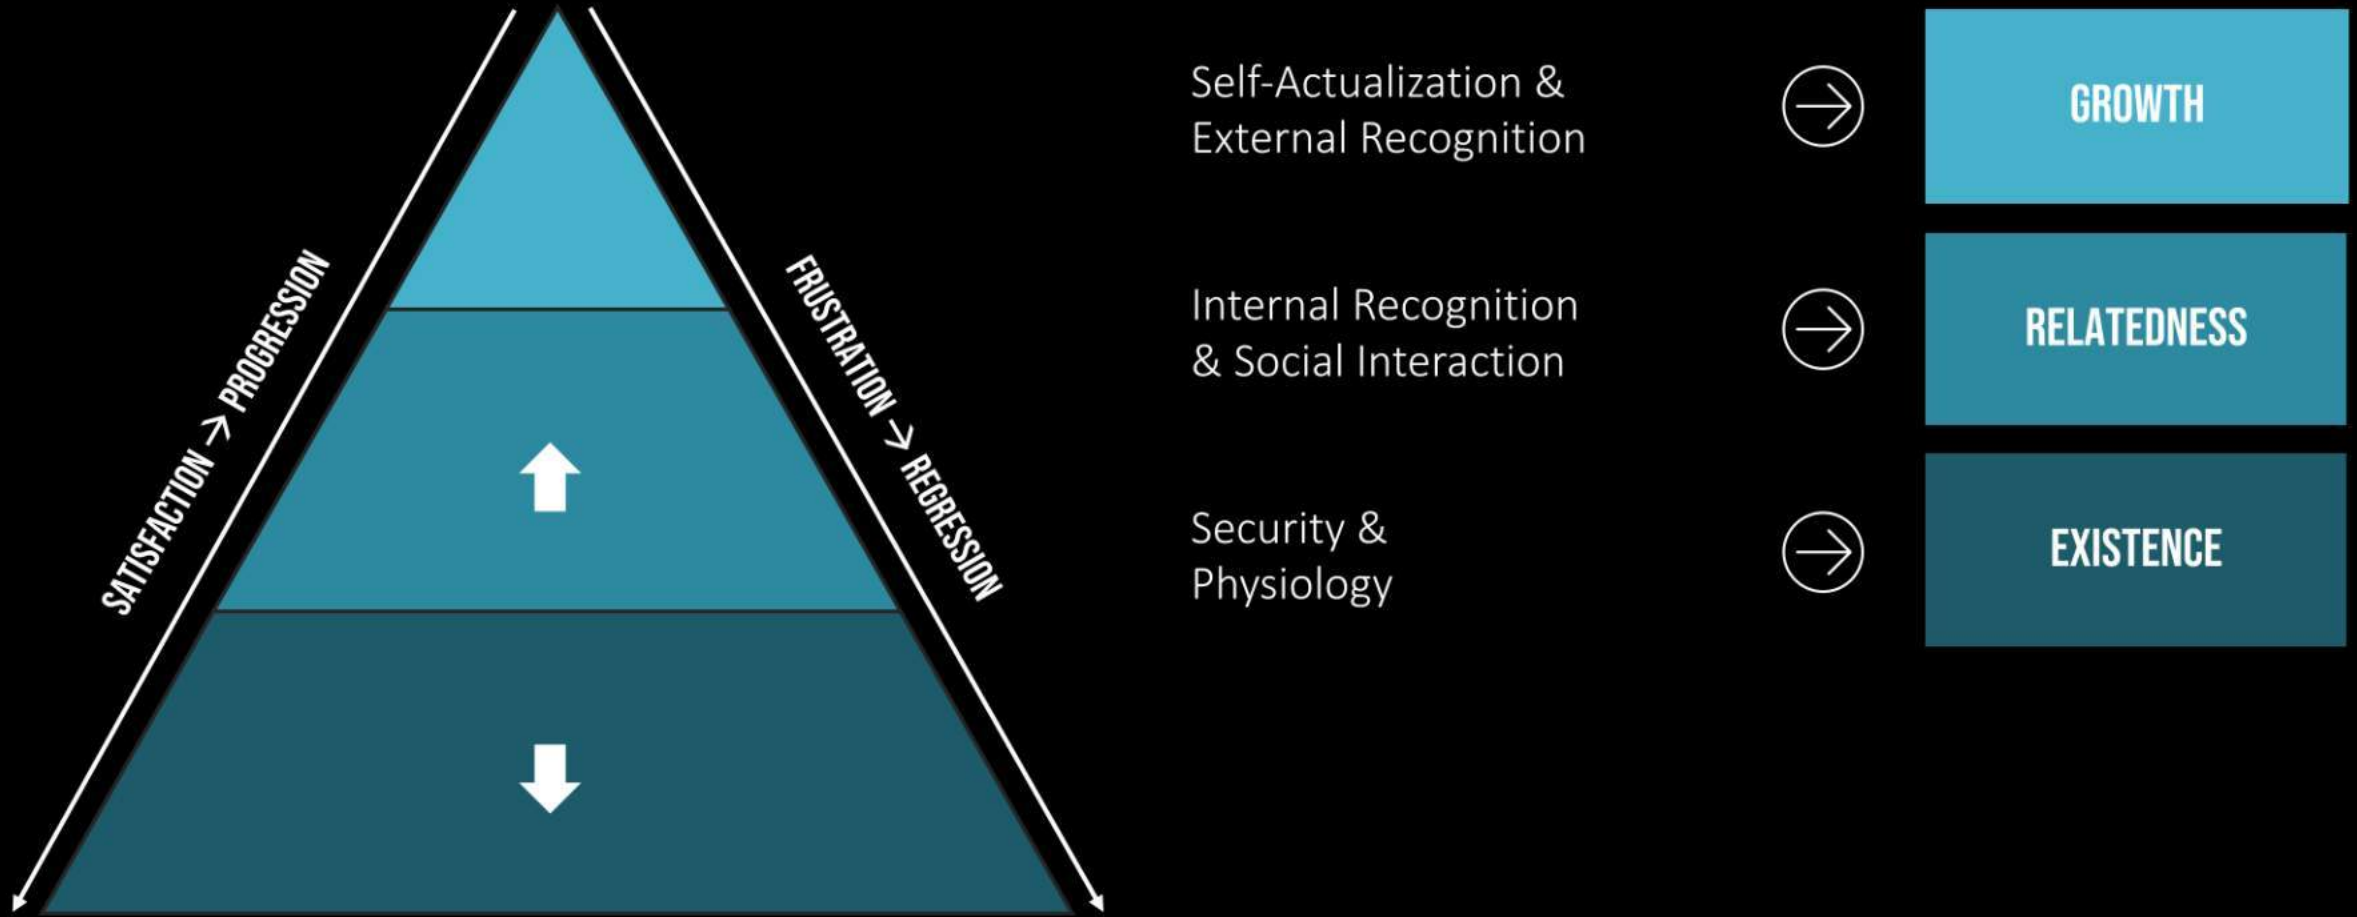 SATISFACTION → PROGRESSION
FRUSTRATION → REGRESSION
Self-Actualization &
External Recognition
GROWTH
Internal Recognition
& Social Interaction
RELATEDNESS
Security &
Physiology
EXISTENCE